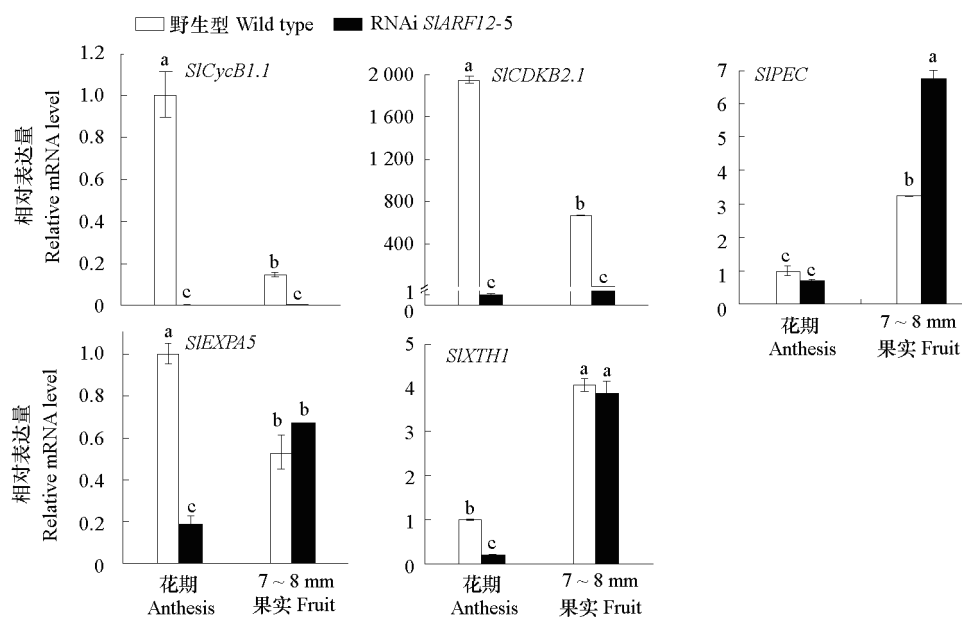 野生型 Wild type
RNAi SlARF12-5
相对表达量
Relative mRNA level
1.2
1.0
0.8
0.6
0.4
0.2
0
SlCycB1.1
a
c
b
c
2 000
1 600
1 200
800
400
1
0
SlCDKB2.1
a
c
b
c
7
6
5
4
3
2
1
0
SlPEC
c
c
b
a
花期
Anthesis
7 ~ 8 mm
果实 Fruit
相对表达量
Relative mRNA level
1.0
0.8
0.6
0.4
0.2
0
SlEXPA5
a
c
b
b
花期
Anthesis
7 ~ 8 mm
果实 Fruit
5
4
3
2
1
0
SlXTH1
b
c
a
a
花期
Anthesis
7 ~ 8 mm
果实 Fruit